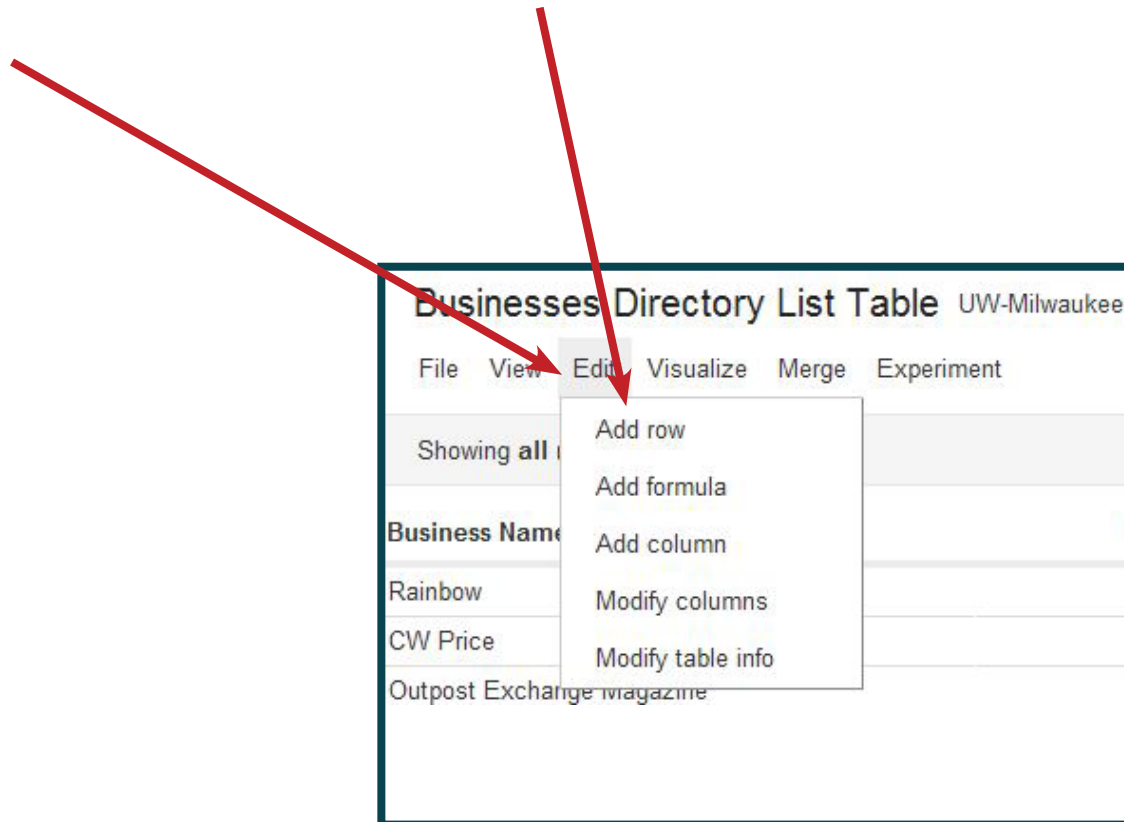 Businesses Directory List Table UW-Milwaukee
File View Edit Visualize Merge Experiment
Showing all
Add row
Add formula
Business Name
Add column
Rainbow
Modify columns
CW Price
Modify table info
Outpost Exchange Magazine